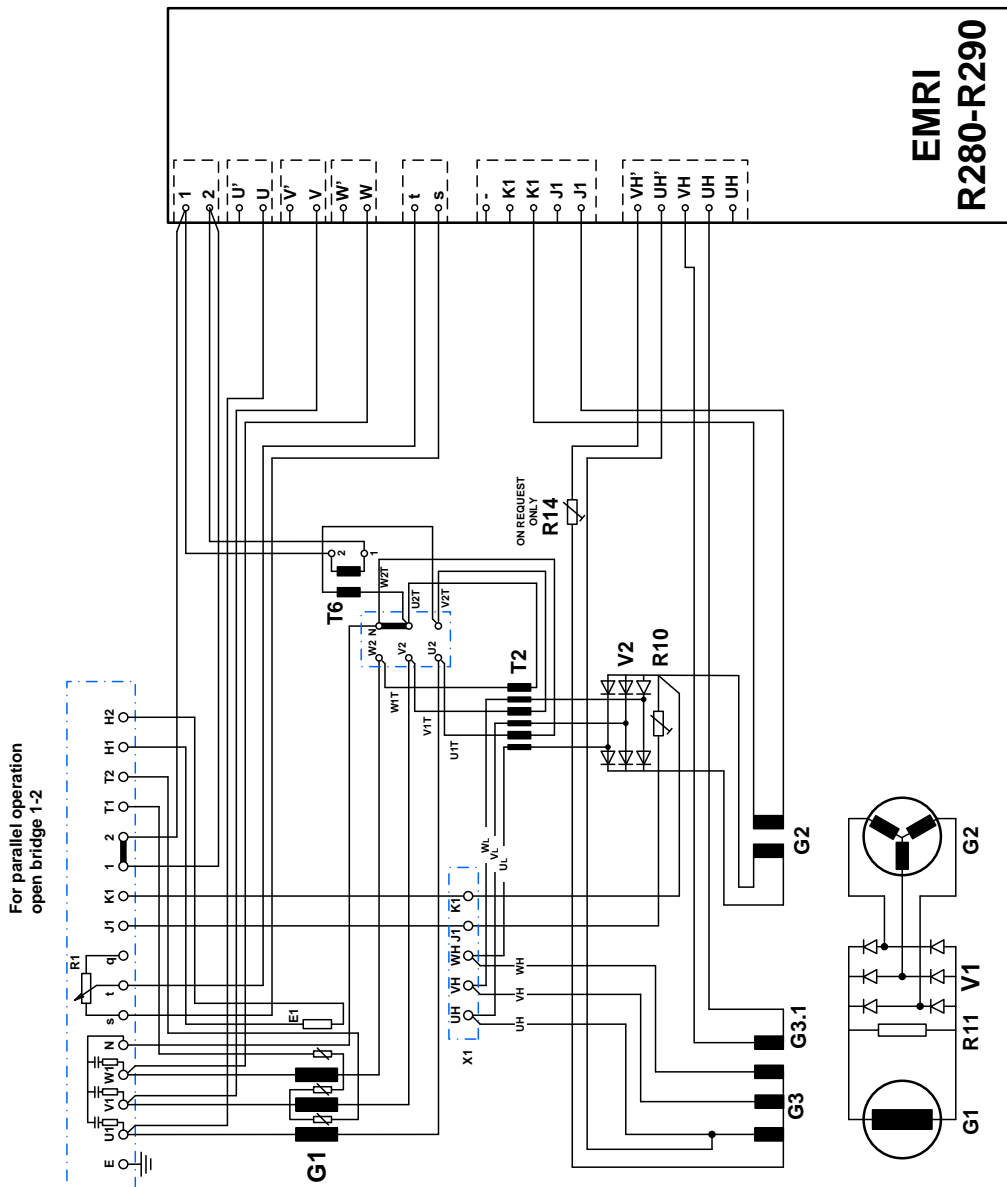 EMRI
R280-R290
1
2
U'
U
V'
V
W'
W
t
s
-
K1
K1
J1
J1
VH'
UH'
VH
UH
UH
For parallel operation
open bridge 1-2
H2
H1
T2
T1
2
1
K1
J1
q
t
s
N
W1
V1
U1
E
R1
E1
G1
T6
2
1
W2T
U2T
V2T
N
W2
V2
U2
W1T
V1T
U1T
T2
ON REQUEST
ONLY
R14
V2
R10
WL
VL
UL
K1
J1
WH
VH
UH
X1
WH
VH
UH
G2
G3.1
G3
G2
V1
R11
G1